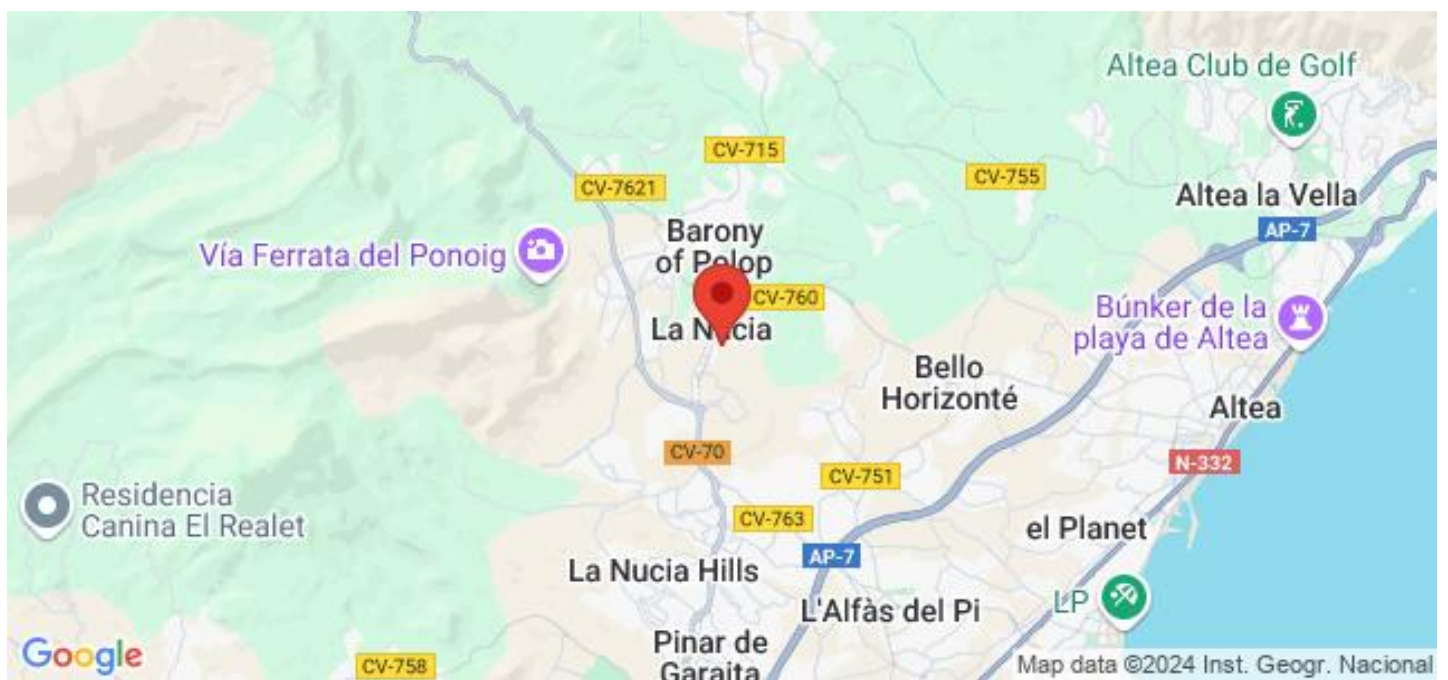 Altea Club de Golf
CV-715
CV-7621
CV-755
Altea la Vella
AP-7
Barony
of Polop
Vía Ferrata del Ponoig
CV-760
La Nucia
Búnker de la
playa de Altea
Bello
Horizonté
Altea
CV-70
N-332
CV-751
Residencia
Canina El Realet
CV-763
el Planet
AP-7
La Nucia Hills
LP
L'Alfàs del Pi
Pinar de
Garaita
CV-758
Google
Map data ©2024 Inst. Geogr. Nacional